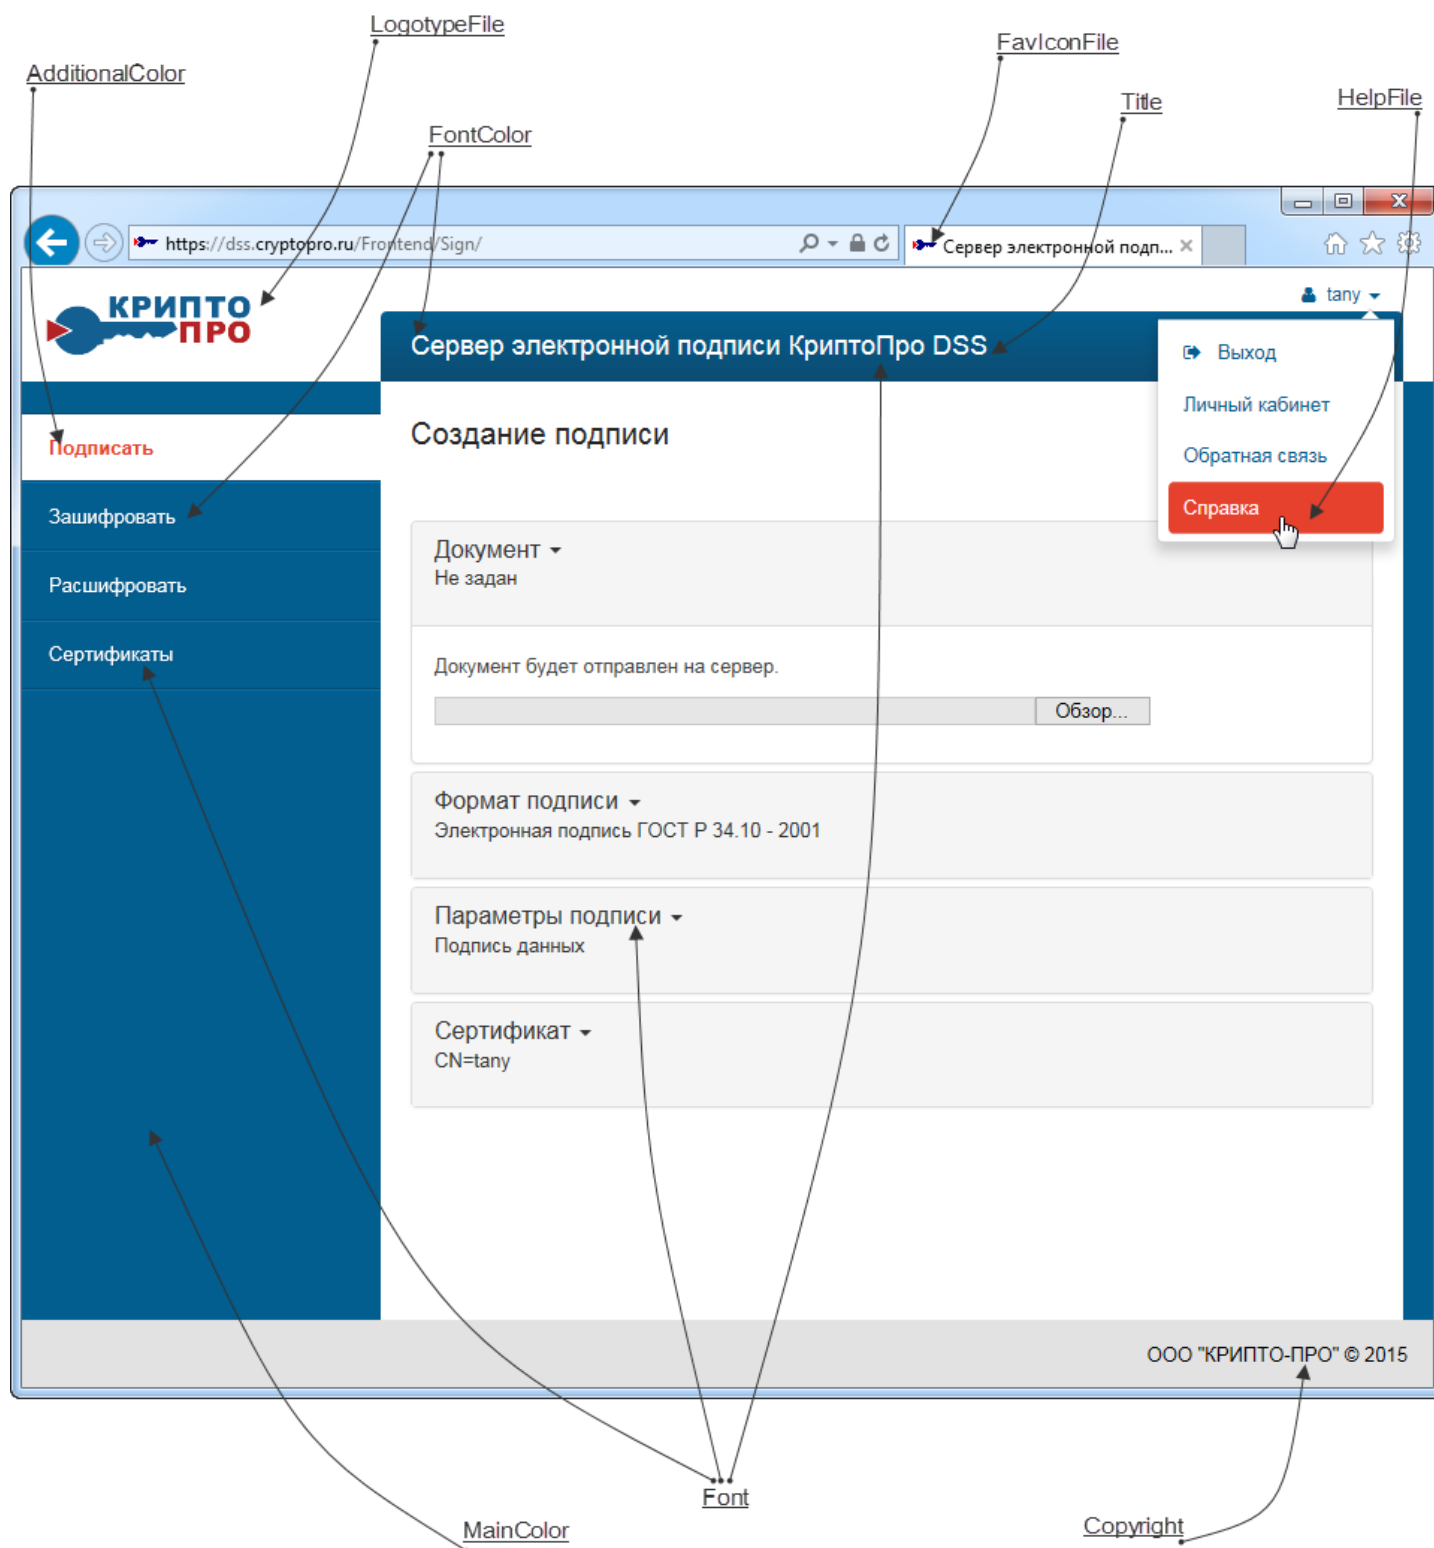 LogotypeFile
FavIconFile
AdditionalColor
Title
HelpFile
FontColor
https://dss.cryptopro.ru/Frontend/Sign/
Сервер электронной подп...
КРИПТО
ПРО
tany
Сервер электронной подписи КриптоПро DSS
Выход
Личный кабинет
Обратная связь
Справка
Подписать
Зашифровать
Расшифровать
Сертификаты
Создание подписи
Документ
Не задан
Документ будет отправлен на сервер.
Обзор...
Формат подписи
Электронная подпись ГОСТ Р 34.10 - 2001
Параметры подписи
Подпись данных
Сертификат
CN=tany
ООО "КРИПТО-ПРО" © 2015
Font
MainColor
Copyright